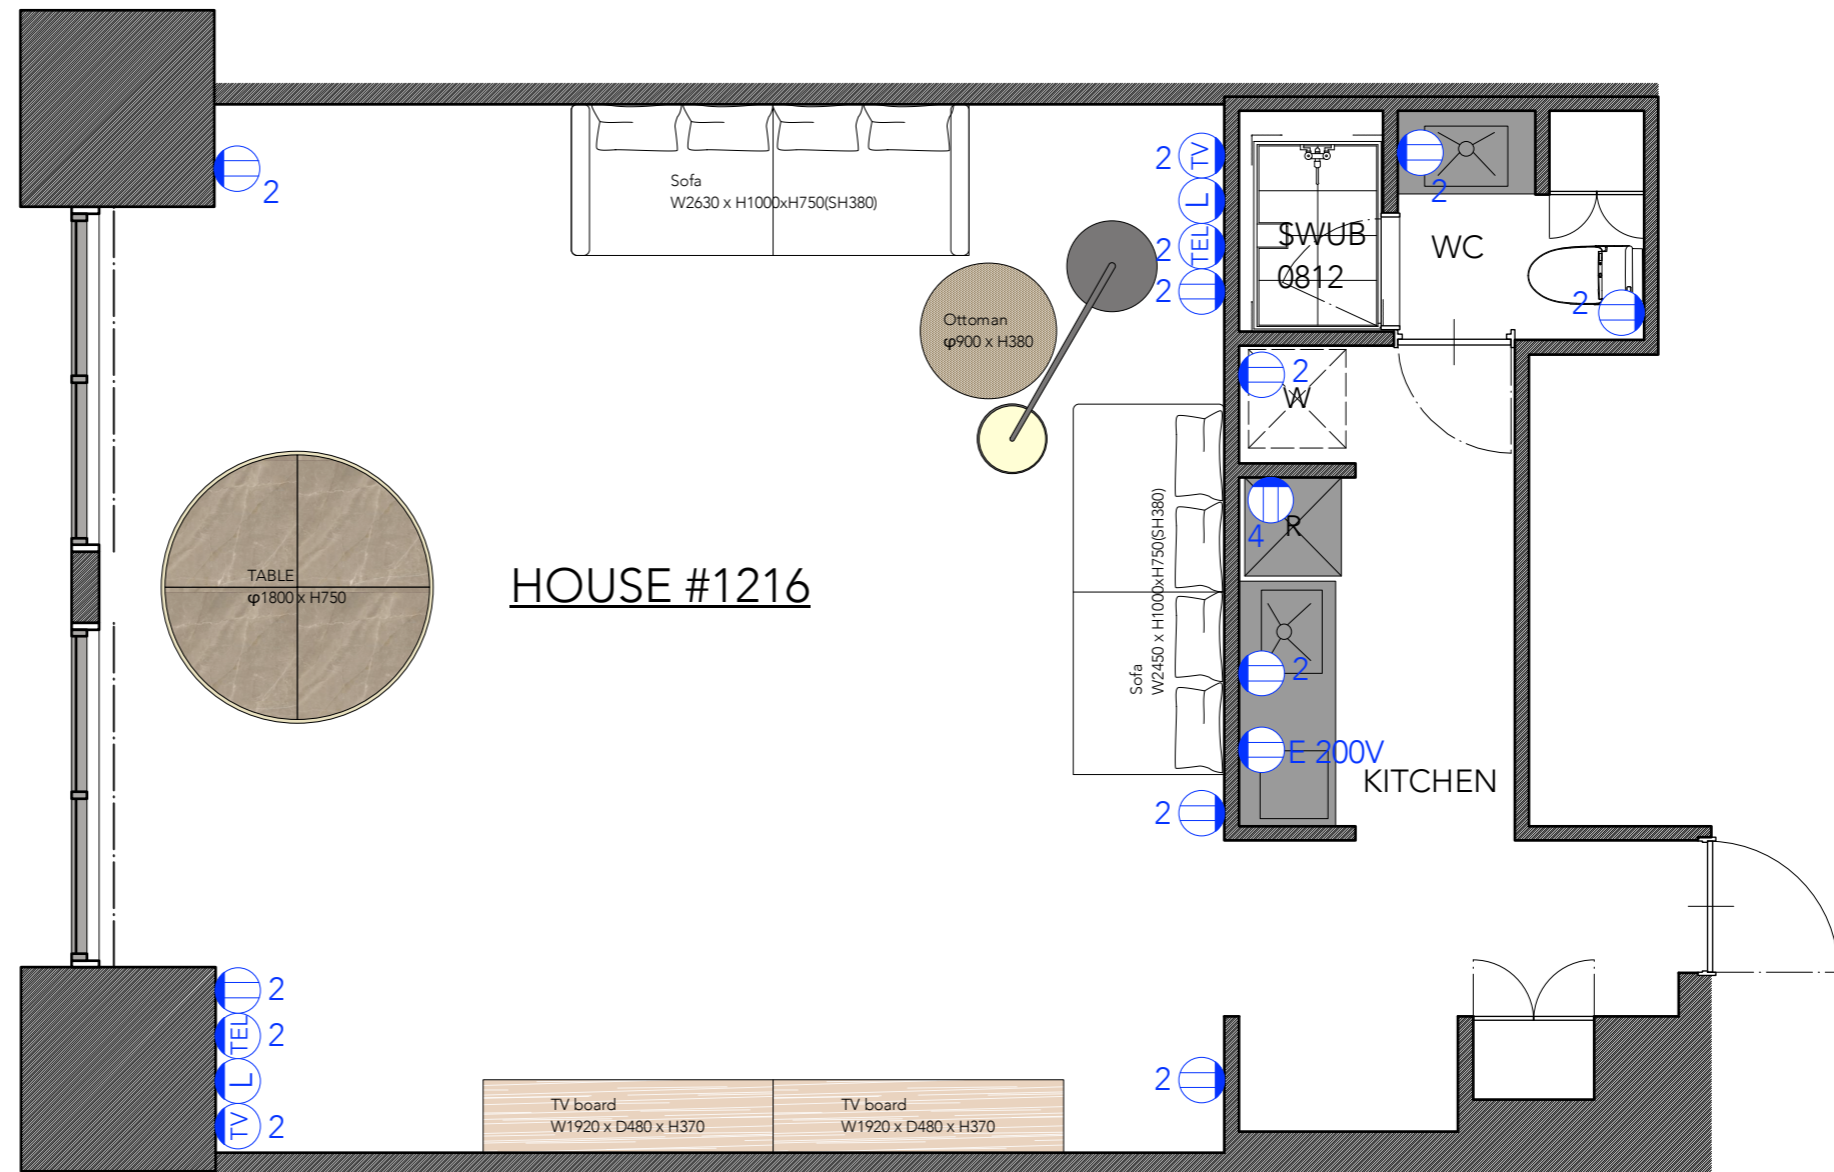 2
Sofa
W2630 x H1000xH750(SH380)
2 TV
L
2 TEL
2
2
SWUB
0812
WC
2
Ottoman
φ900 x H380
2
W
4
R
Sofa
W2450 x H1000xH750(SH380)
TABLE
φ1800 x H750
HOUSE #1216
2
E 200V
KITCHEN
2
2
TEL 2
L
TV 2
TV board
W1920 x D480 x H370
TV board
W1920 x D480 x H370
2